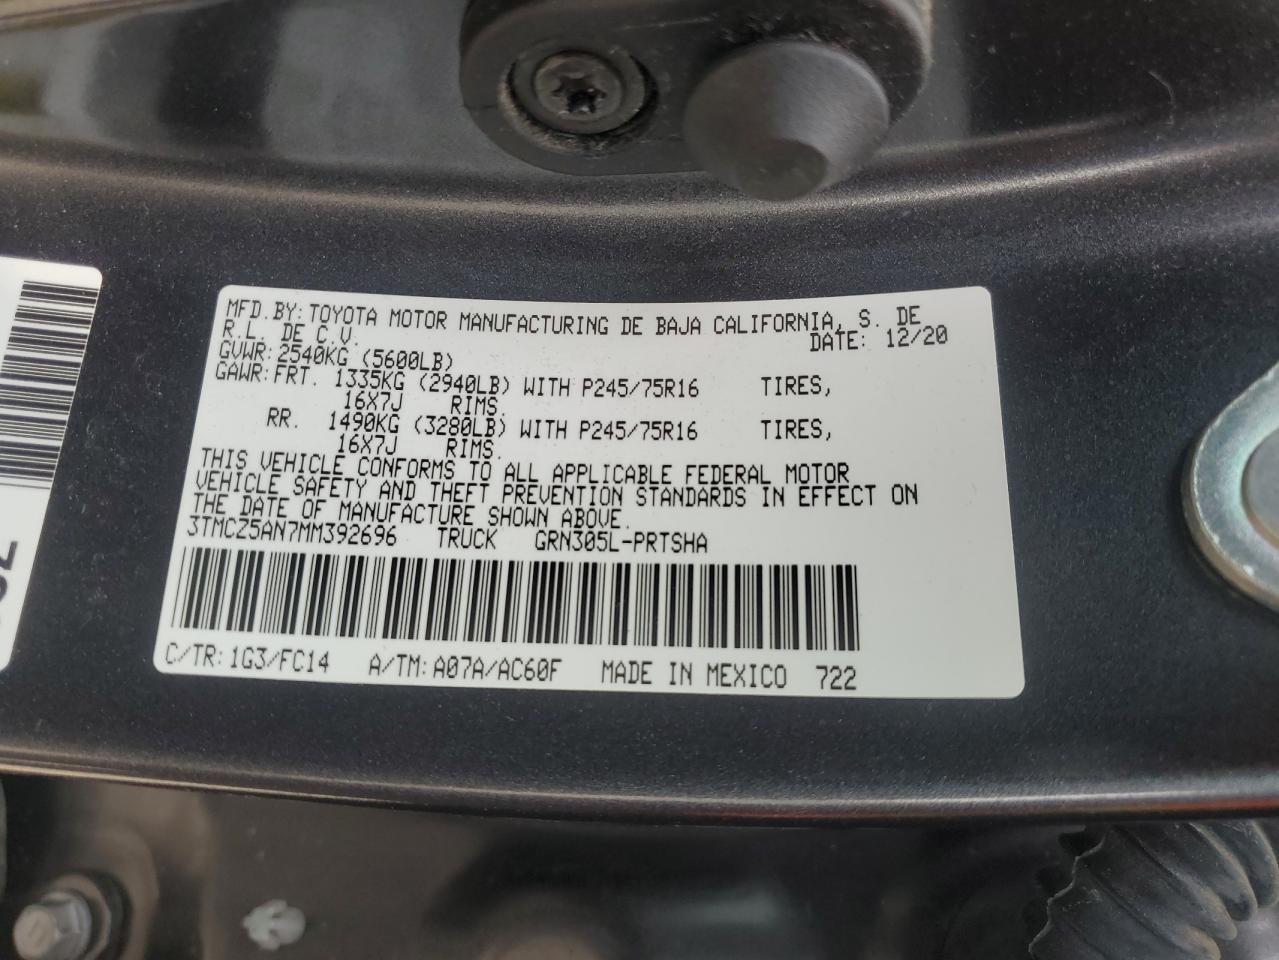 MFD.BY:TOYOTA MOTOR MANUFACTURING DE BAJA CALIFORNIA, S. DE
R.L. DE C.V. DATE: 12/20
GVWR:2540KG (5600LB)
GAWR:FRT. 1335KG (2940LB) WITH P245/75R16 TIRES,
16X7J RIMS.
RR. 1490KG (3280LB) WITH P245/75R16 TIRES,
16X7J RIMS.
THIS VEHICLE CONFORMS TO ALL APPLICABLE FEDERAL MOTOR
VEHICLE SAFETY AND THEFT PREVENTION STANDARDS IN EFFECT ON
THE DATE OF MANUFACTURE SHOWN ABOVE.
3TMCZ5AN7MM392696 TRUCK GRN305L-PRTSHA
C/TR:1G3/FC14 A/TM:A07A/AC60F MADE IN MEXICO 722